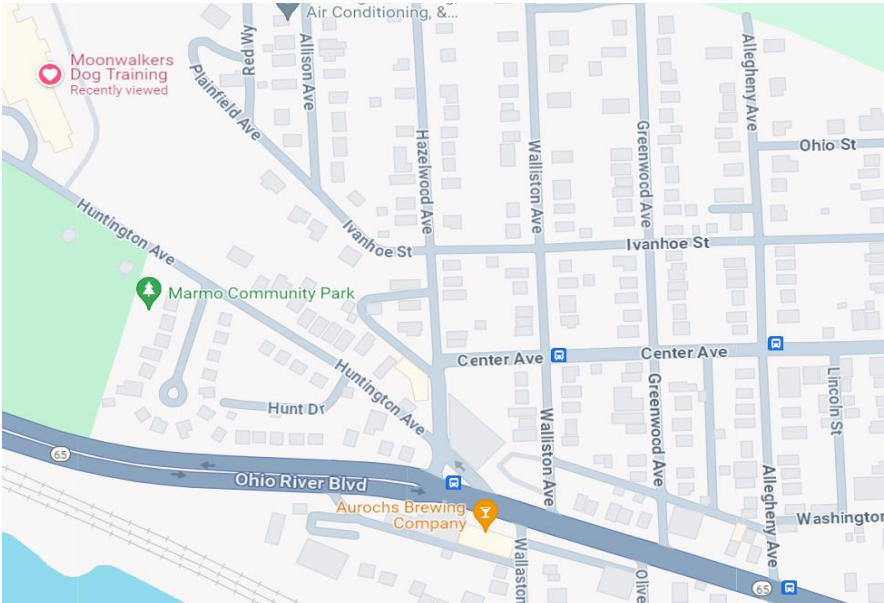 Air Conditioning, &...
Moonwalkers
Dog Training
Recently viewed
Red Wy
Allison Ave
Plainfield Ave
Hazelwood Ave
Walliston Ave
Greenwood Ave
Allegheny Ave
Ohio St
Huntington Ave
Ivanhoe St
Ivanhoe St
Marmo Community Park
Center Ave
Center Ave
Huntington Ave
Hunt Dr
Walliston Ave
Greenwood Ave
Lincoln St
65
Ohio River Blvd
Aurochs Brewing
Company
Allegheny Ave
Washington
Wallaston
Olive
65